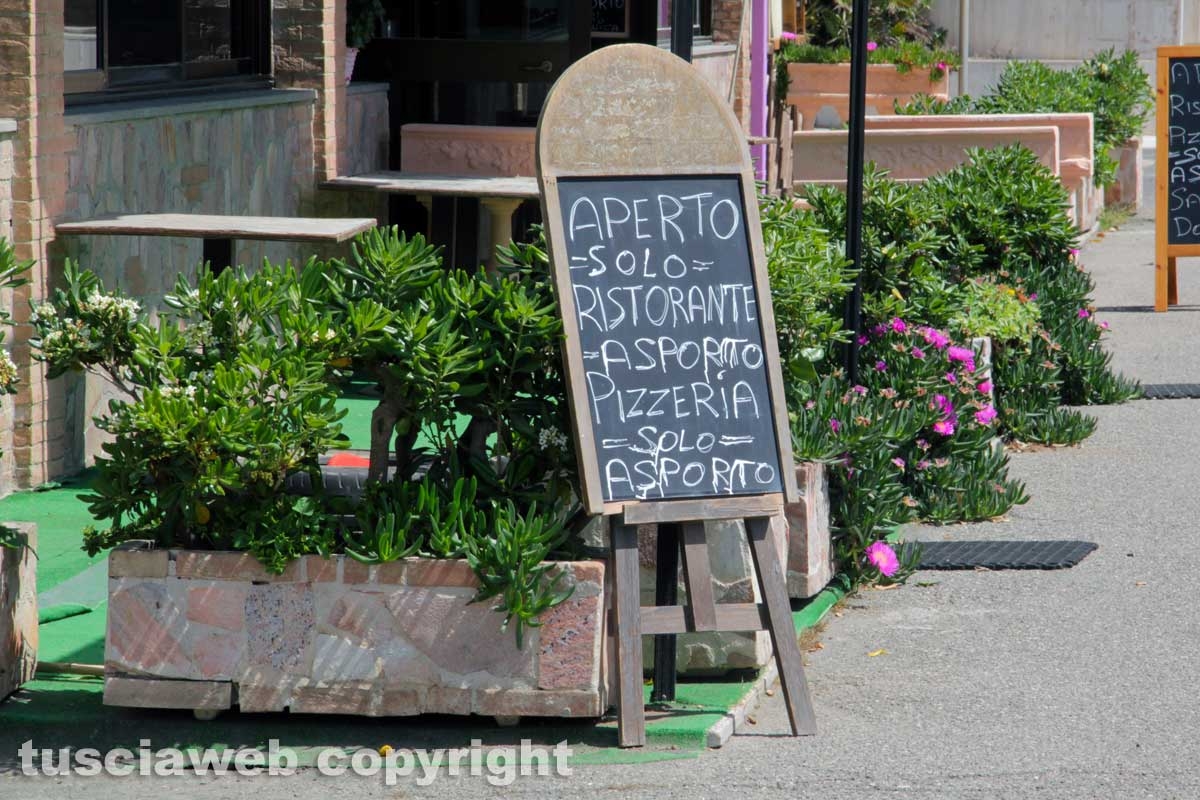 APERTO
=SOLO=
RISTORANTE
=ASPORTO
PIZZERIA
=SOLO=
ASPORTO
tusciaweb copyright